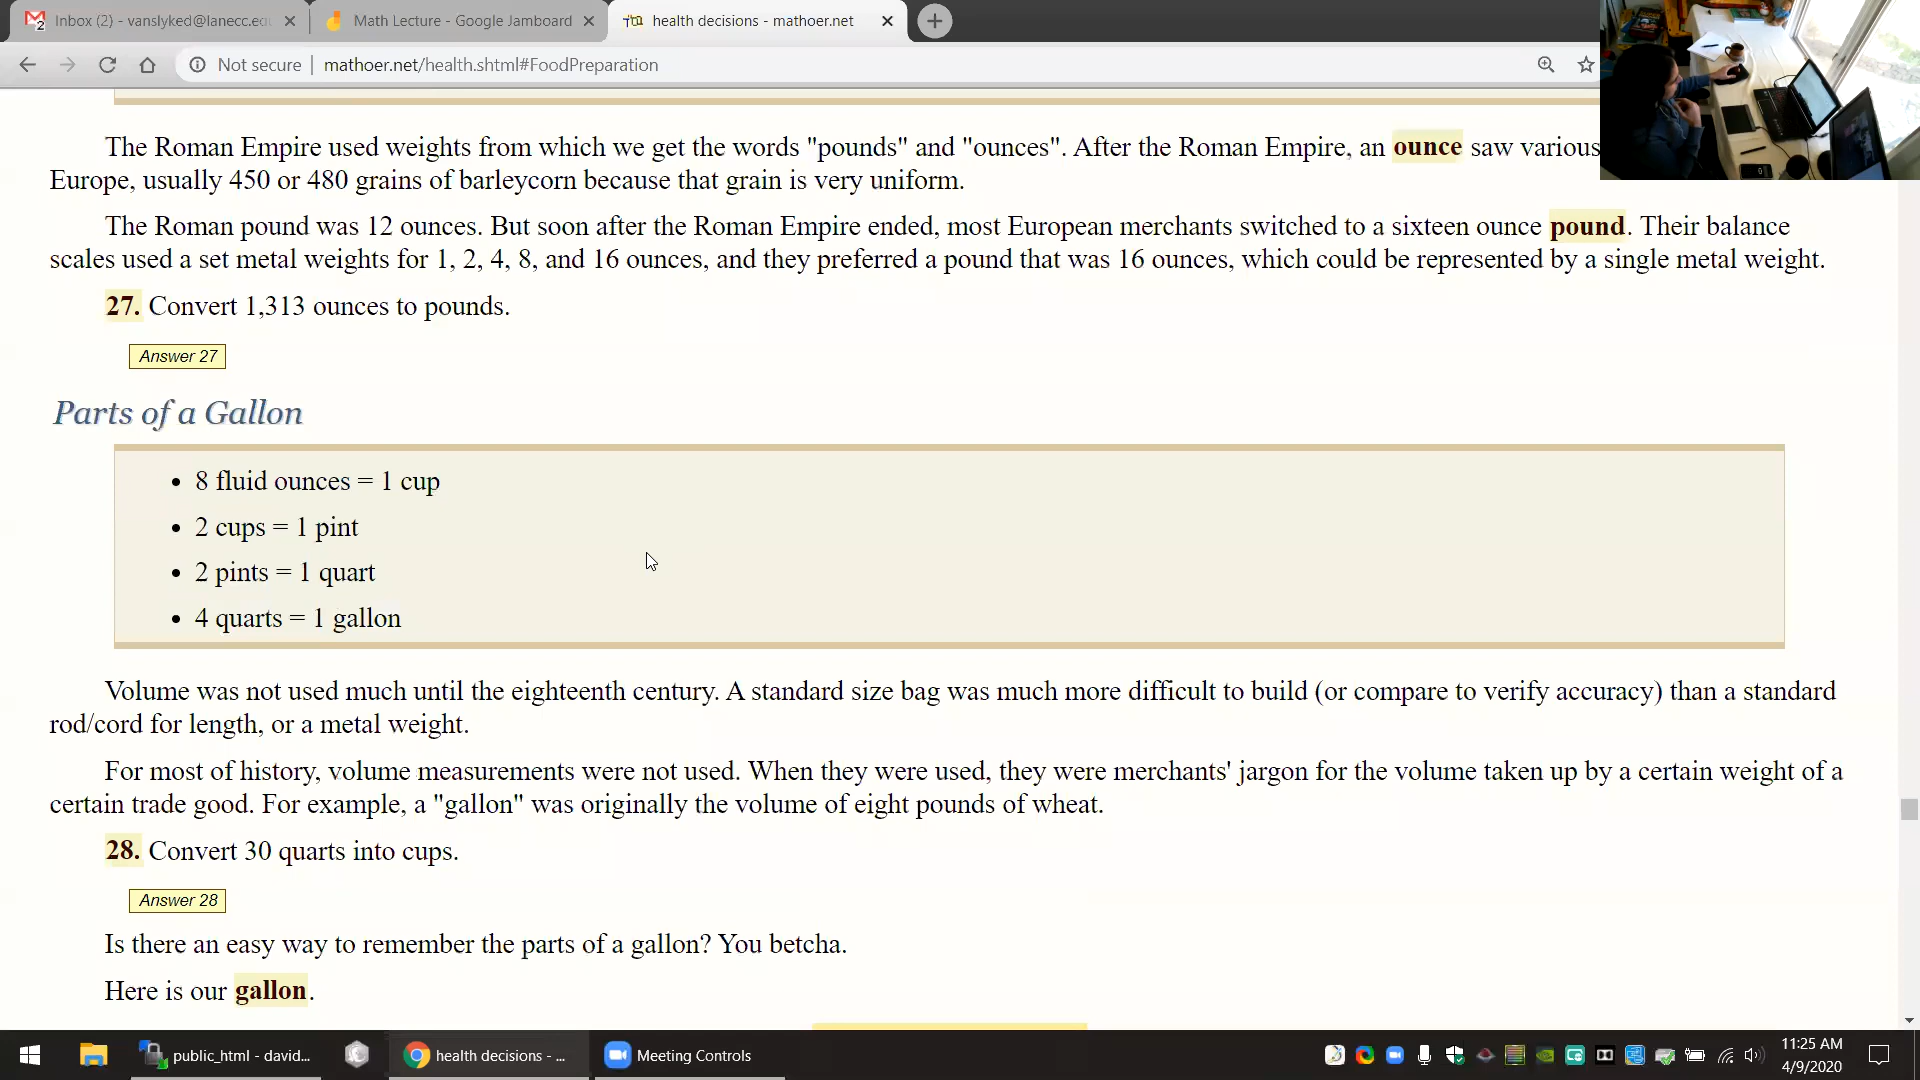 Inbox (2) - vanslyked@lanecc.edu
Math Lecture - Google Jamboard
health decisions - mathoer.net
Not secure
mathoer.net/health.shtml#FoodPreparation
The Roman Empire used weights from which we get the words "pounds" and "ounces". After the Roman Empire, an ounce saw various
Europe, usually 450 or 480 grains of barleycorn because that grain is very uniform.
The Roman pound was 12 ounces. But soon after the Roman Empire ended, most European merchants switched to a sixteen ounce pound. Their balance
scales used a set metal weights for 1, 2, 4, 8, and 16 ounces, and they preferred a pound that was 16 ounces, which could be represented by a single metal weight.
27. Convert 1,313 ounces to pounds.
Answer 27
Parts of a Gallon
• 8 fluid ounces = 1 cup
• 2 cups = 1 pint
• 2 pints = 1 quart
• 4 quarts = 1 gallon
Volume was not used much until the eighteenth century. A standard size bag was much more difficult to build (or compare to verify accuracy) than a standard
rod/cord for length, or a metal weight.
For most of history, volume measurements were not used. When they were used, they were merchants' jargon for the volume taken up by a certain weight of a
certain trade good. For example, a "gallon" was originally the volume of eight pounds of wheat.
28. Convert 30 quarts into cups.
Answer 28
Is there an easy way to remember the parts of a gallon? You betcha.
Here is our gallon.
public_html - david...
health decisions - ...
Meeting Controls
11:25 AM
4/9/2020